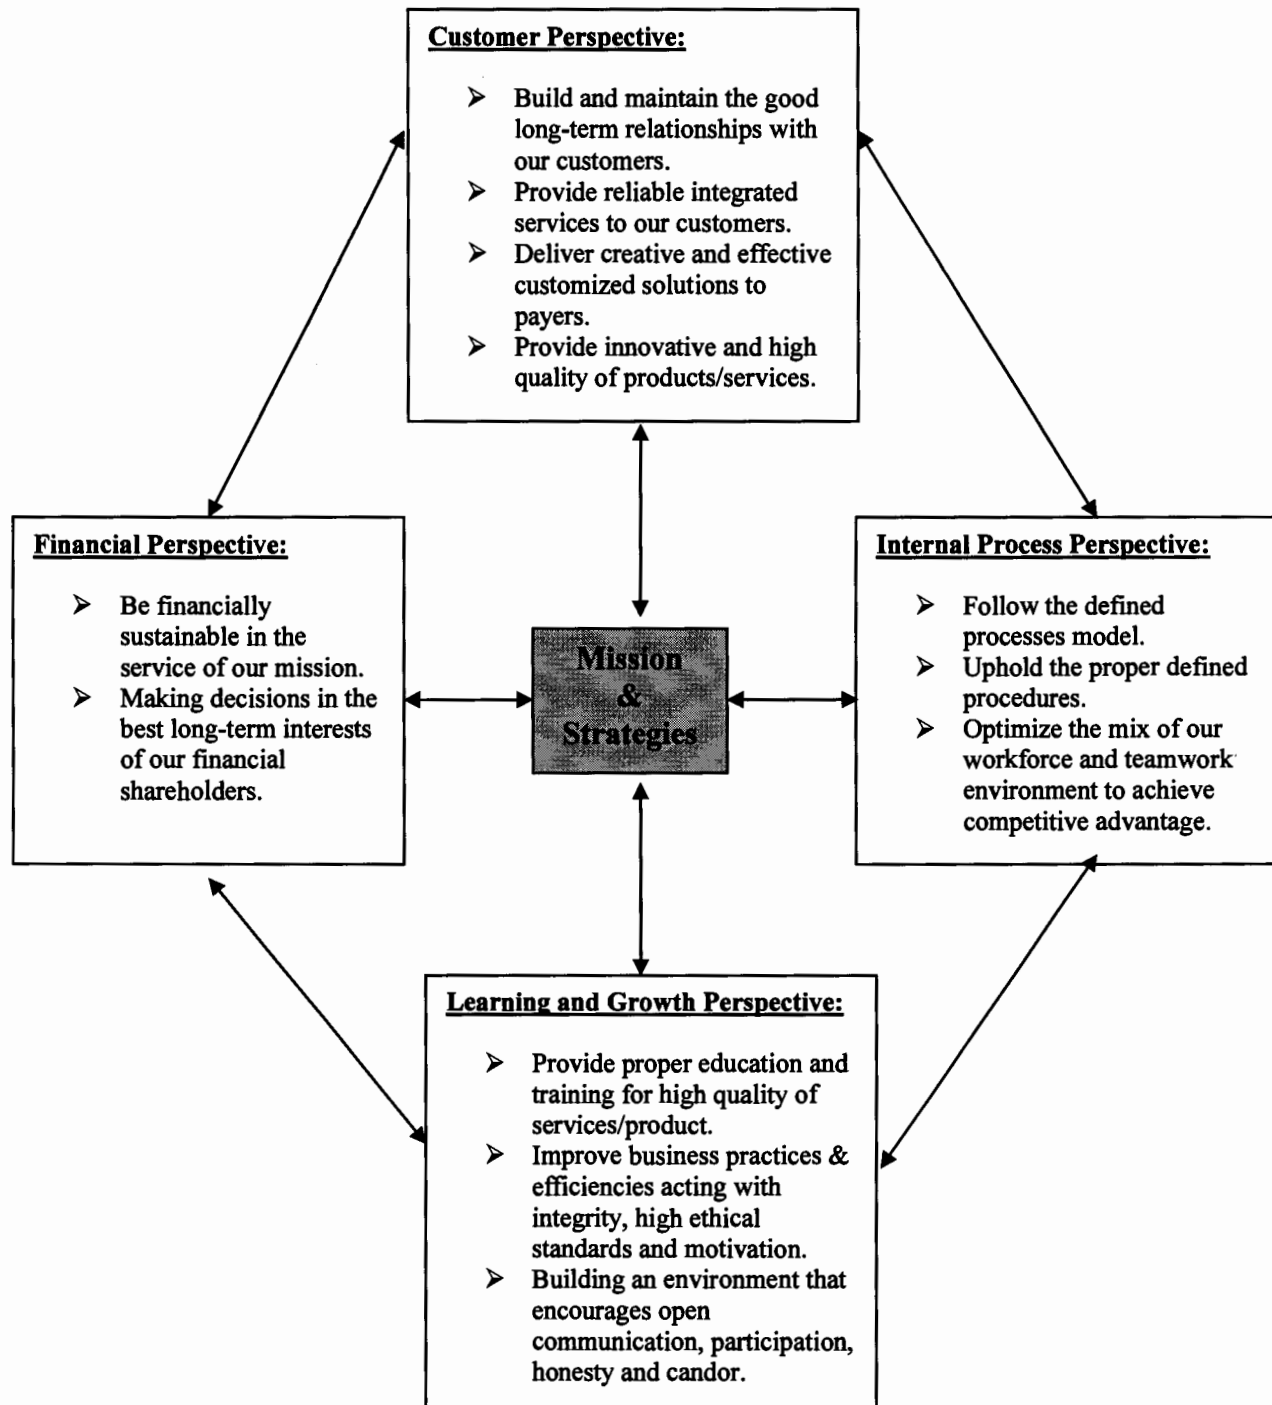 Customer Perspective:
➢ Build and maintain the good
long-term relationships with
our customers.
➢ Provide reliable integrated
services to our customers.
➢ Deliver creative and effective
customized solutions to
payers.
➢ Provide innovative and high
quality of products/services.
Financial Perspective:
➢ Be financially
sustainable in the
service of our mission.
➢ Making decisions in the
best long-term interests
of our financial
shareholders.
Mission
&
Strategies
Internal Process Perspective:
➢ Follow the defined
processes model.
➢ Uphold the proper defined
procedures.
➢ Optimize the mix of our
workforce and teamwork
environment to achieve
competitive advantage.
Learning and Growth Perspective:
➢ Provide proper education and
training for high quality of
services/product.
➢ Improve business practices &
efficiencies acting with
integrity, high ethical
standards and motivation.
➢ Building an environment that
encourages open
communication, participation,
honesty and candor.